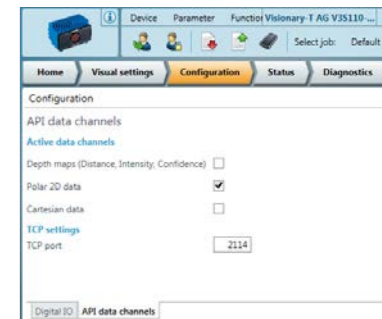 Device Parameter Functio Visionary-T AG V3S110-...
Select job: Default
Home Visual settings Configuration Status Diagnostics
Configuration
API data channels
Active data channels
Depth maps (Distance, Intensity, Confidence)
Polar 2D data
Cartesian data
TCP settings
TCP port 2114
Digital IO API data channels